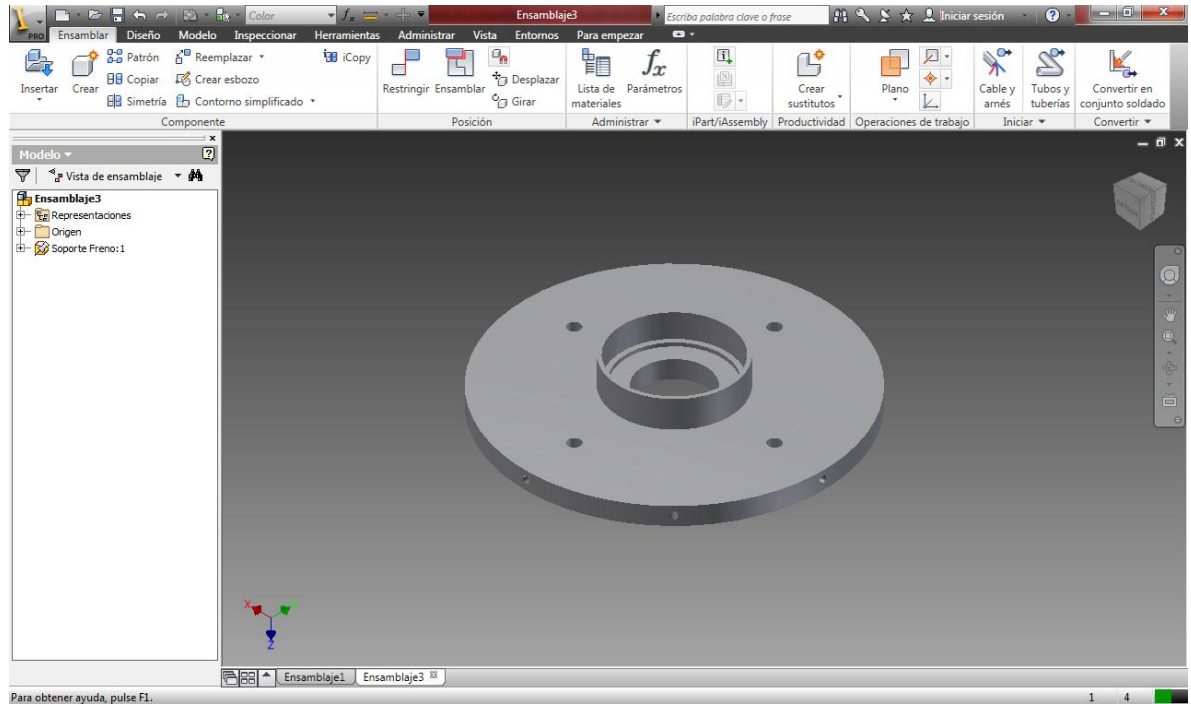 Color
Ensamblaje3
Escriba palabra clave o frase
Iniciar sesión
PRO
Ensamblar Diseño Modelo Inspeccionar Herramientas Administrar Vista Entornos Para empezar
Insertar
Crear
Patrón
Copiar
Simetría
Reemplazar
Crear esbozo
Contorno simplificado
iCopy
Componente
Restringir
Ensamblar
Desplazar
Girar
Posición
Lista de materiales
Parámetros
Administrar
iPart/iAssembly
Crear sustitutos
Productividad
Plano
Operaciones de trabajo
Cable y arnés
Tubos y tuberías
Iniciar
Convertir en conjunto soldado
Convertir
Modelo
Vista de ensamblaje
Ensamblaje3
Representaciones
Origen
Soporte Freno:1
X
Z
Ensamblaje1 Ensamblaje3
Para obtener ayuda, pulse F1.
1 4